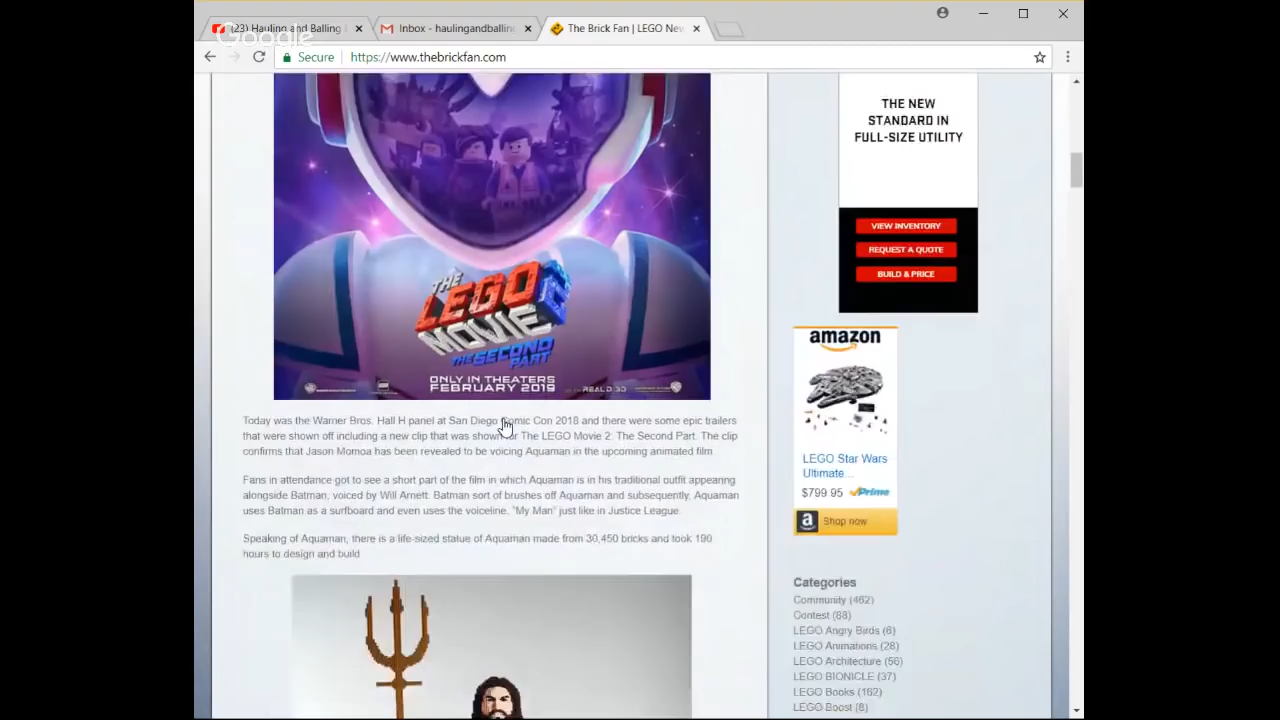 (23) Hauling and Balling
Inbox - haulingandballing
The Brick Fan | LEGO New
Google
Secure
https://www.thebrickfan.com
THE NEW
STANDARD IN
FULL-SIZE UTILITY
VIEW INVENTORY
REQUEST A QUOTE
BUILD & PRICE
THE
LEGO
MOVIE 2
THE SECOND
PART
ONLY IN THEATERS
FEBRUARY 2019
REAL D 3D
Today was the Warner Bros. Hall H panel at San Diego Comic Con 2018 and there were some epic trailers
that were shown off including a new clip that was shown for The LEGO Movie 2: The Second Part. The clip
confirms that Jason Momoa has been revealed to be voicing Aquaman in the upcoming animated film.
Fans in attendance got to see a short part of the film in which Aquaman is in his traditional outfit appearing
alongside Batman, voiced by Will Arnett. Batman sort of brushes off Aquaman and subsequently, Aquaman
uses Batman as a surfboard and even uses the voiceline, "My Man" just like in Justice League.
Speaking of Aquaman, there is a life-sized statue of Aquaman made from 30,450 bricks and took 190
hours to design and build
amazon
LEGO Star Wars
Ultimate...
$799.95 Prime
a Shop now
Categories
Community (462)
Contest (88)
LEGO Angry Birds (6)
LEGO Animations (28)
LEGO Architecture (56)
LEGO BIONICLE (37)
LEGO Books (162)
LEGO Boost (8)